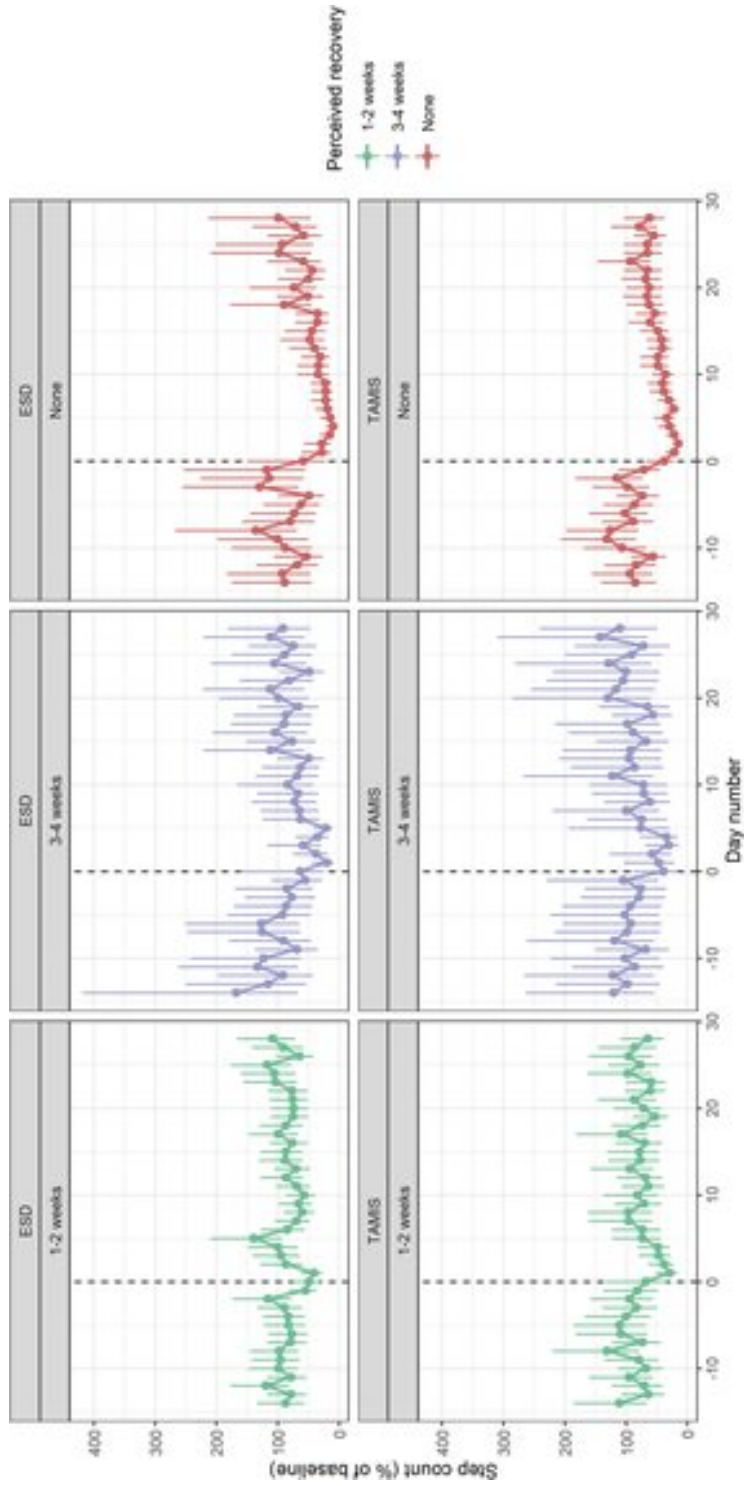 ESD
1-2 weeks
ESD
3-4 weeks
ESD
None
400
300
200
100
0
TAMIS
1-2 weeks
TAMIS
3-4 weeks
TAMIS
None
400
300
200
100
0
-10
0
10
20
30
-10
0
10
20
30
-10
0
10
20
30
Step count (% of baseline)
Day number
Perceived recovery
1-2 weeks
3-4 weeks
None